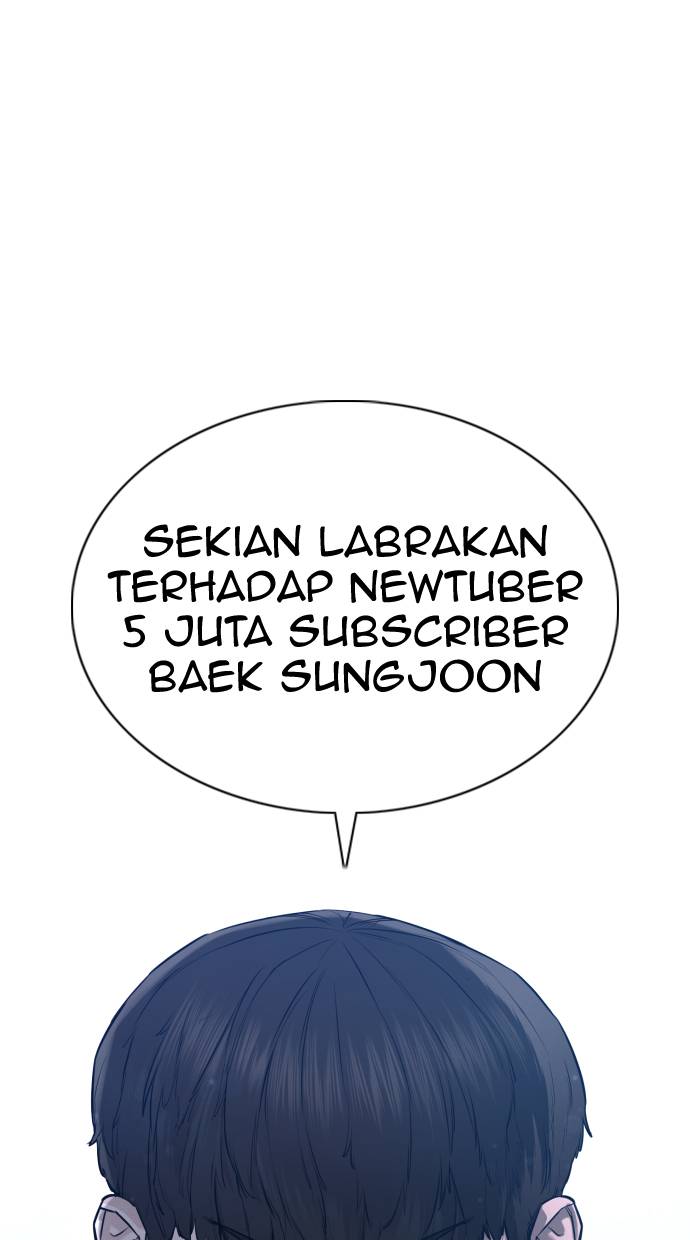 SEKIAN LABRAKAN
TERHADAP NEWTUBER
5 JUTA SUBSCRIBER
BAEK SUNGJOON